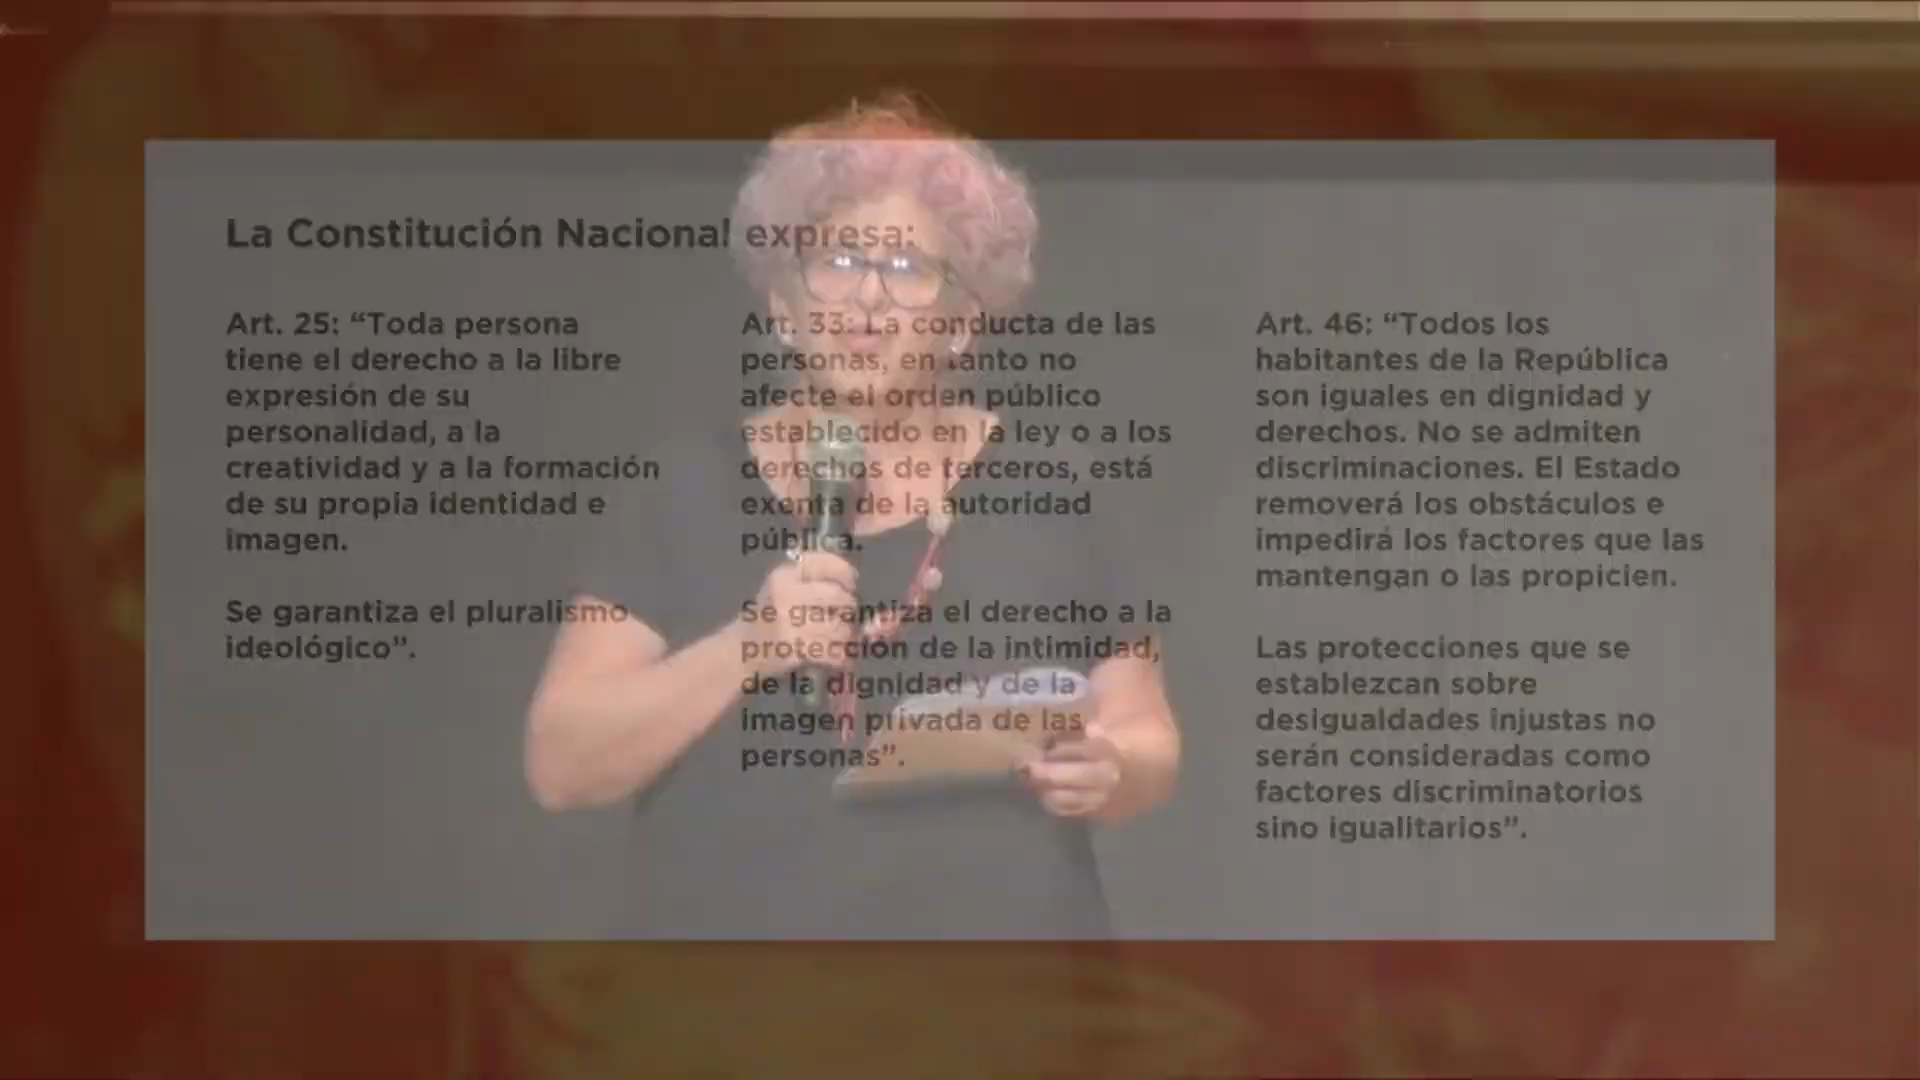 La Constitución Nacional expresa:
Art. 25: “Toda persona
tiene el derecho a la libre
expresión de su
personalidad, a la
creatividad y a la formación
de su propia identidad e
imagen.
Se garantiza el pluralismo
ideológico”.
Art. 33: La conducta de las
personas, en tanto no
afecte el orden público
establecido en la ley o a los
derechos de terceros, está
exenta de la autoridad
pública.
Se garantiza el derecho a la
protección de la intimidad,
de la dignidad y de la
imagen privada de las
personas”.
Art. 46: “Todos los
habitantes de la República
son iguales en dignidad y
derechos. No se admiten
discriminaciones. El Estado
removerá los obstáculos e
impedirá los factores que las
mantengan o las propicien.
Las protecciones que se
establezcan sobre
desigualdades injustas no
serán consideradas como
factores discriminatorios
sino igualitarios”.